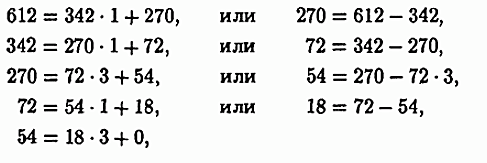 612 = 342 · 1 + 270, или 270 = 612 − 342,
342 = 270 · 1 + 72, или 72 = 342 − 270,
270 = 72 · 3 + 54, или 54 = 270 − 72 · 3,
72 = 54 · 1 + 18, или 18 = 72 − 54,
54 = 18 · 3 + 0,